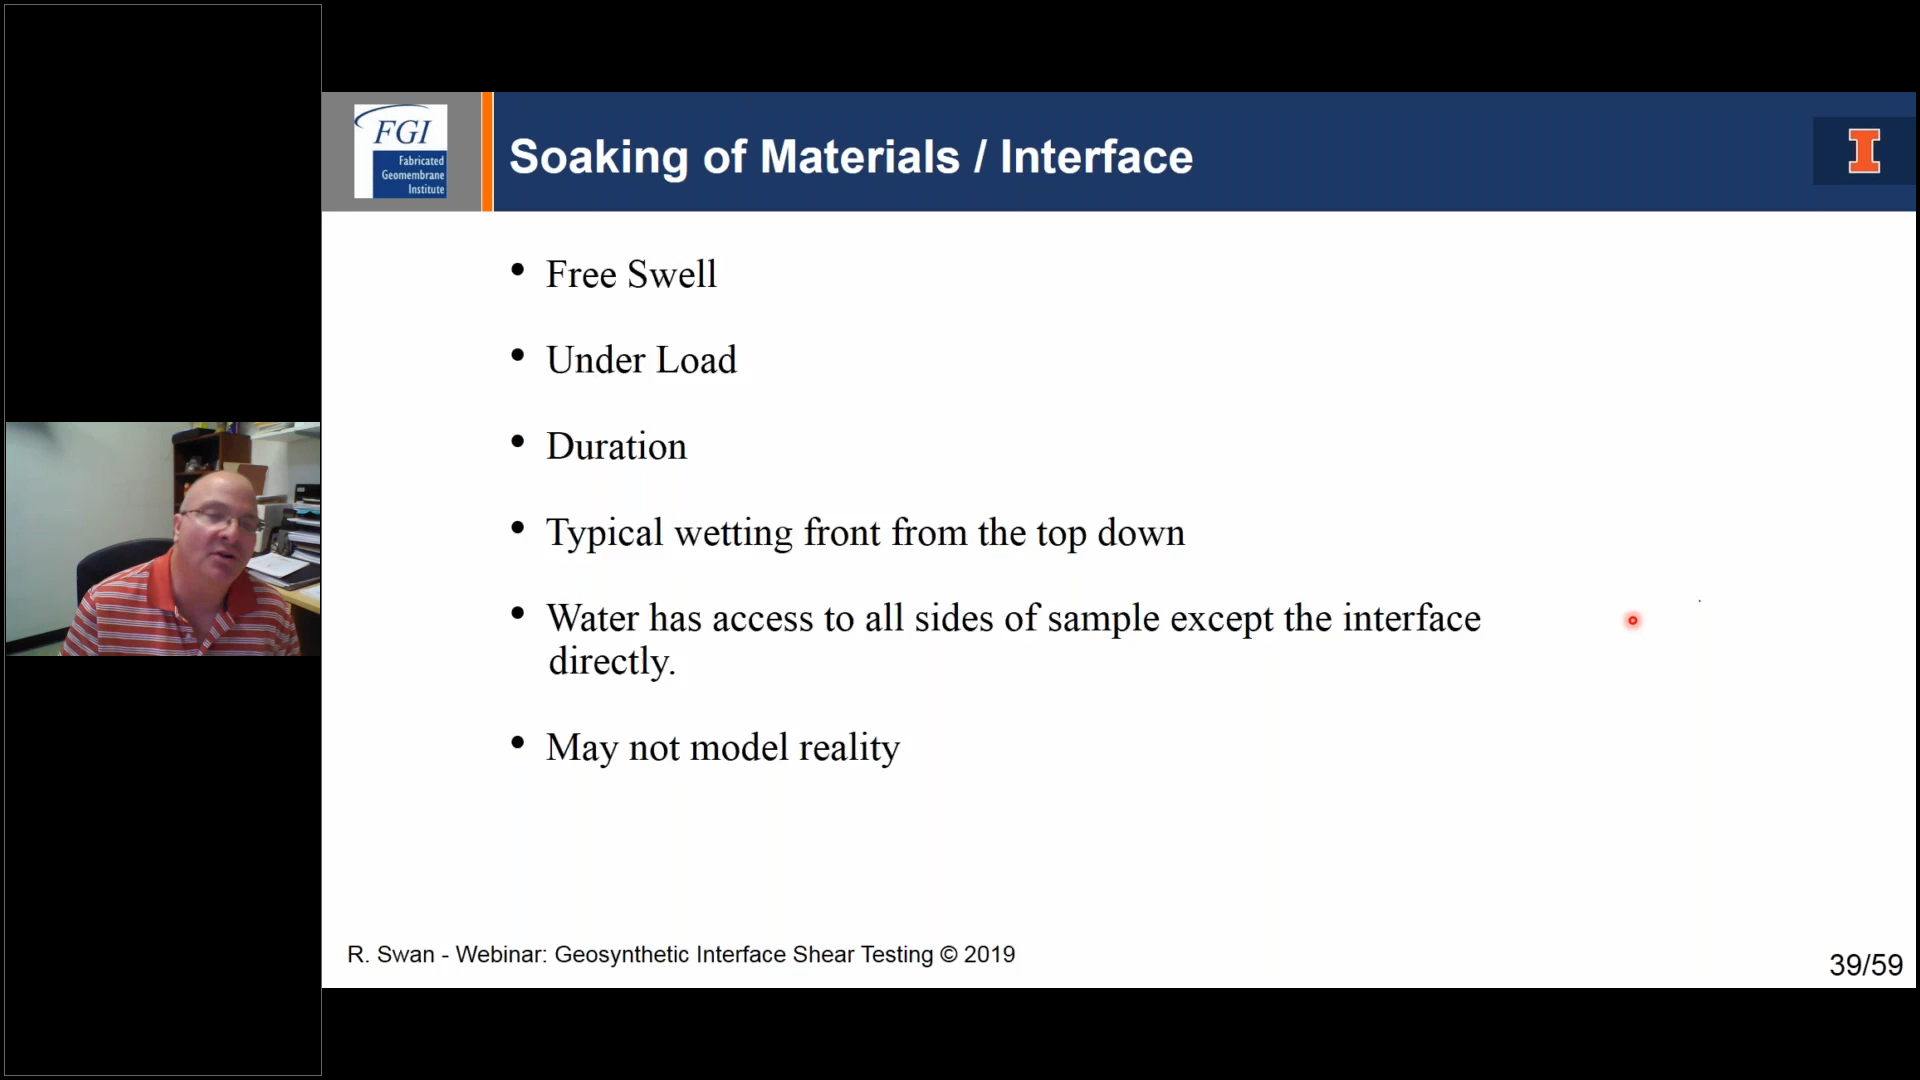 FGI
Fabricated
Geomembrane
Institute
Soaking of Materials / Interface
I
• Free Swell
• Under Load
• Duration
• Typical wetting front from the top down
• Water has access to all sides of sample except the interface
directly.
• May not model reality
R. Swan - Webinar: Geosynthetic Interface Shear Testing © 2019
39/59